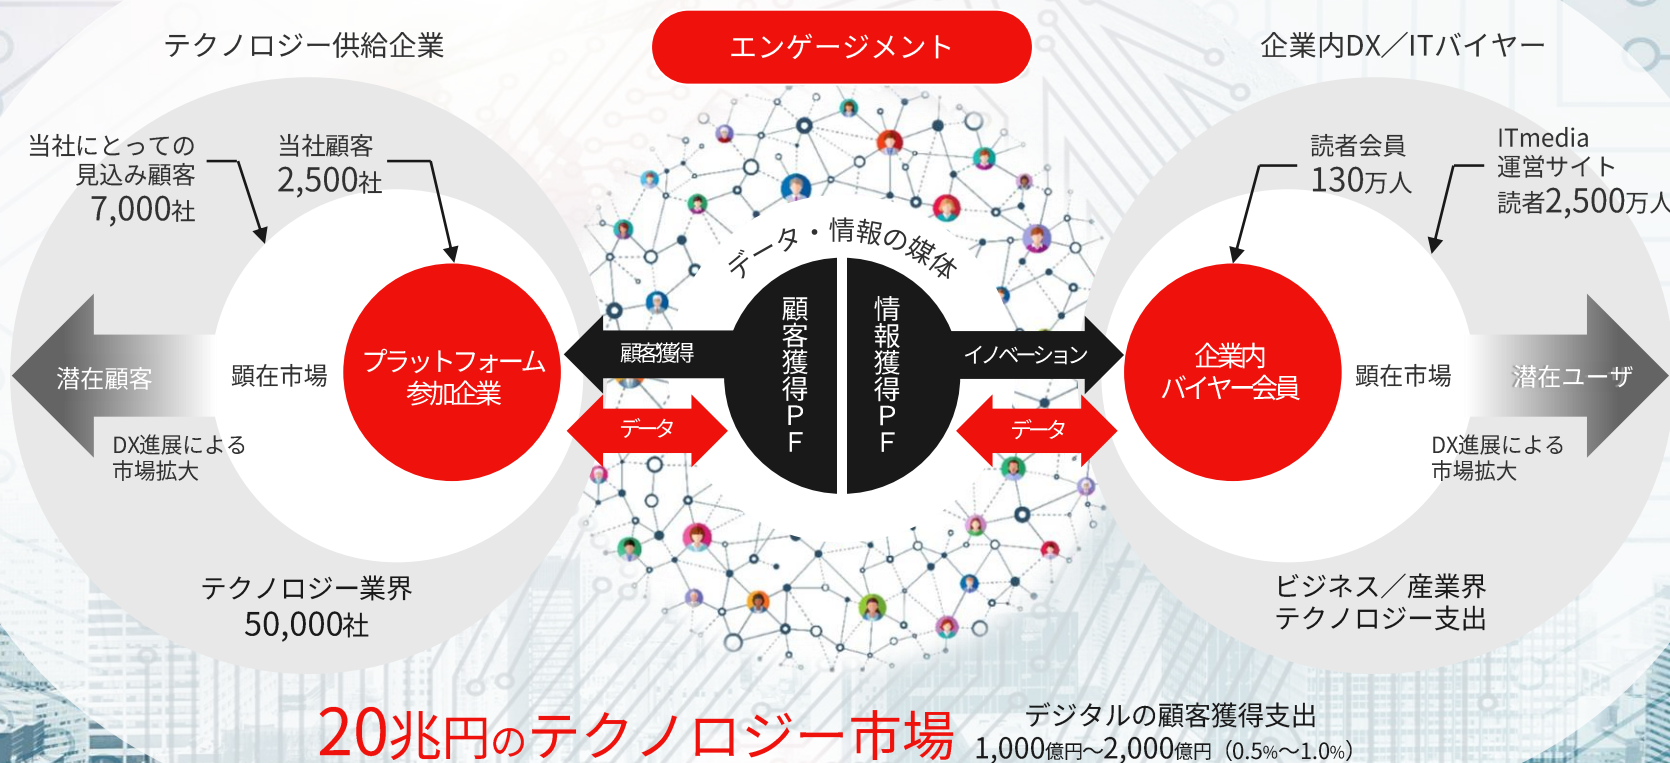 エンゲージメント
テクノロジー供給企業
当社にとっての
見込み顧客
7,000社
当社顧客
2,500社
潜在顧客
顕在市場
プラットフォーム
参加企業
DX進展による
市場拡大
テクノロジー業界
50,000社
データ・情報の媒体
顧客獲得PF
情報獲得PF
顧客獲得
データ
イノベーション
データ
企業内DX／ITバイヤー
読者会員
130万人
ITmedia
運営サイト
読者2,500万人
企業内
バイヤー会員
顕在市場
潜在ユーザ
DX進展による
市場拡大
ビジネス／産業界
テクノロジー支出
20兆円のテクノロジー市場
デジタルの顧客獲得支出
1,000億円～2,000億円（0.5%～1.0%）